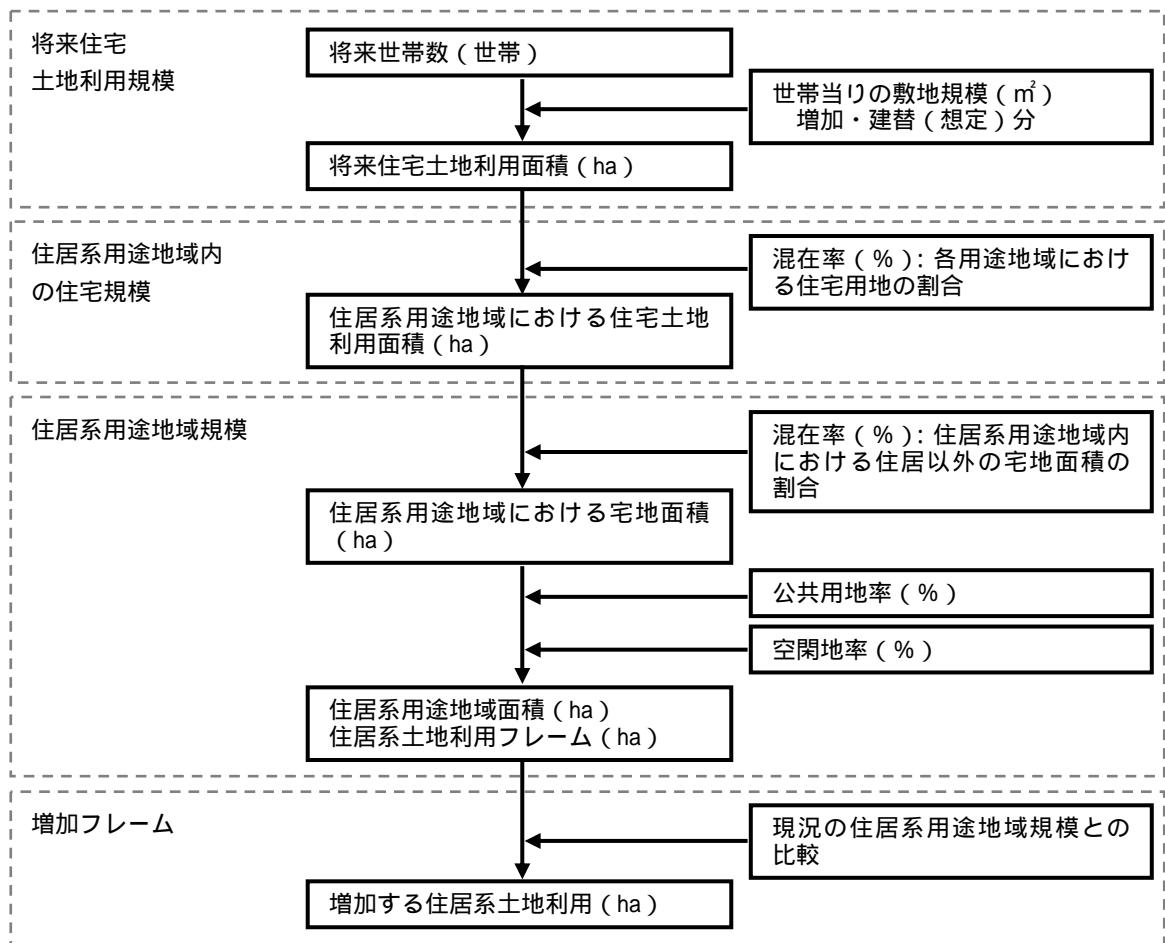 将来住宅
土地利用規模
将来世帯数（世帯）
世帯当りの敷地規模（㎡）
増加・建替（想定）分
将来住宅土地利用面積（ha）
住居系用途地域内
の住宅規模
混在率（％）：各用途地域におけ
る住宅用地の割合
住居系用途地域における住宅土地
利用面積（ha）
住居系用途地域規模
混在率（％）：住居系用途地域内
における住居以外の宅地面積の
割合
住居系用途地域における宅地面積
（ha）
公共用地率（％）
空閑地率（％）
住居系用途地域面積（ha）
住居系土地利用フレーム（ha）
増加フレーム
現況の住居系用途地域規模との
比較
増加する住居系土地利用（ha）